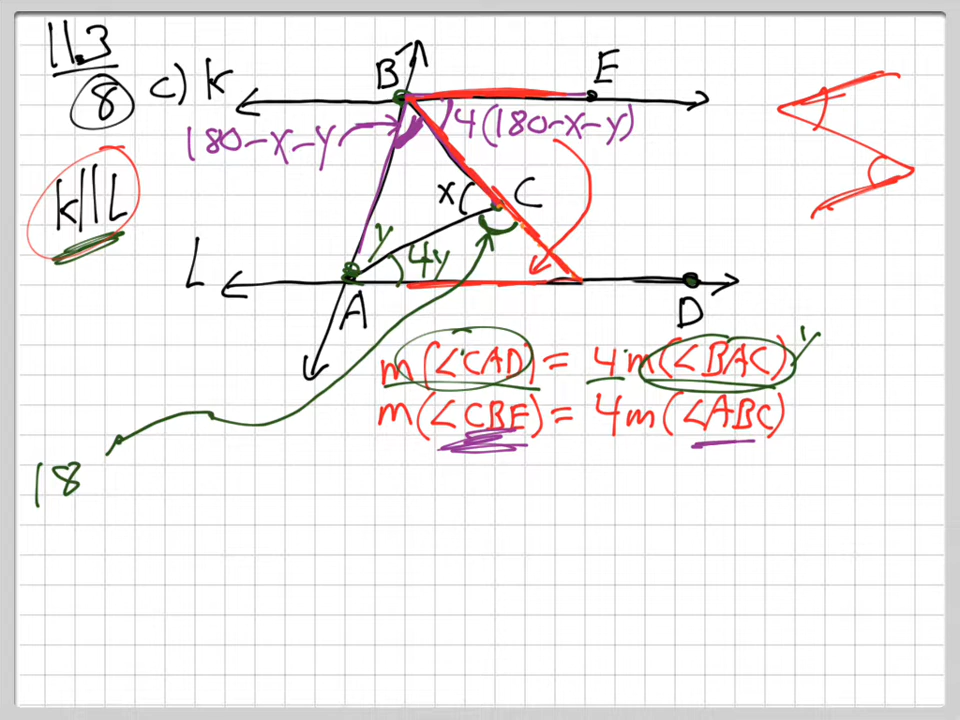 11.3
8 c) K
B
E
180-x-y
4(180-x-y)
K||L
x
C
y
4y
L
A
D
m(∠CAD) = 4m(∠BAC) y
m(∠CBE) = 4m(∠ABC)
18